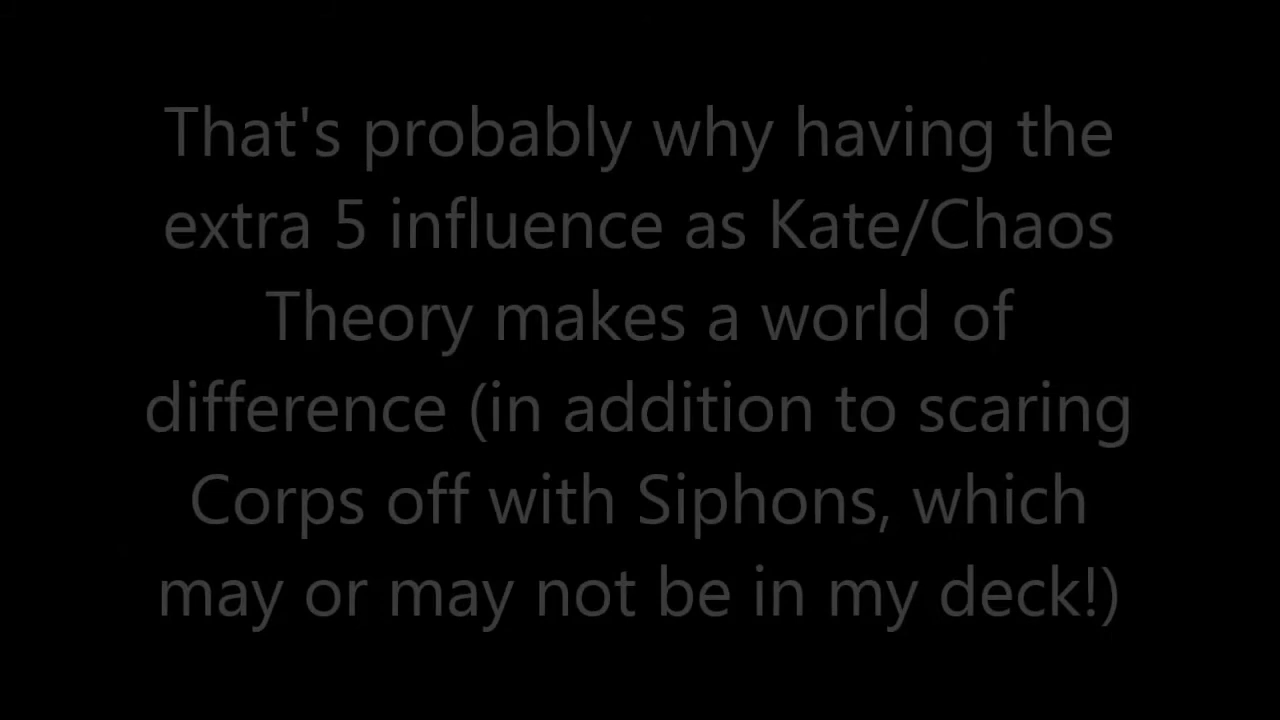 That's probably why having the
extra 5 influence as Kate/Chaos
Theory makes a world of
difference (in addition to scaring
Corps off with Siphons, which
may or may not be in my deck!)